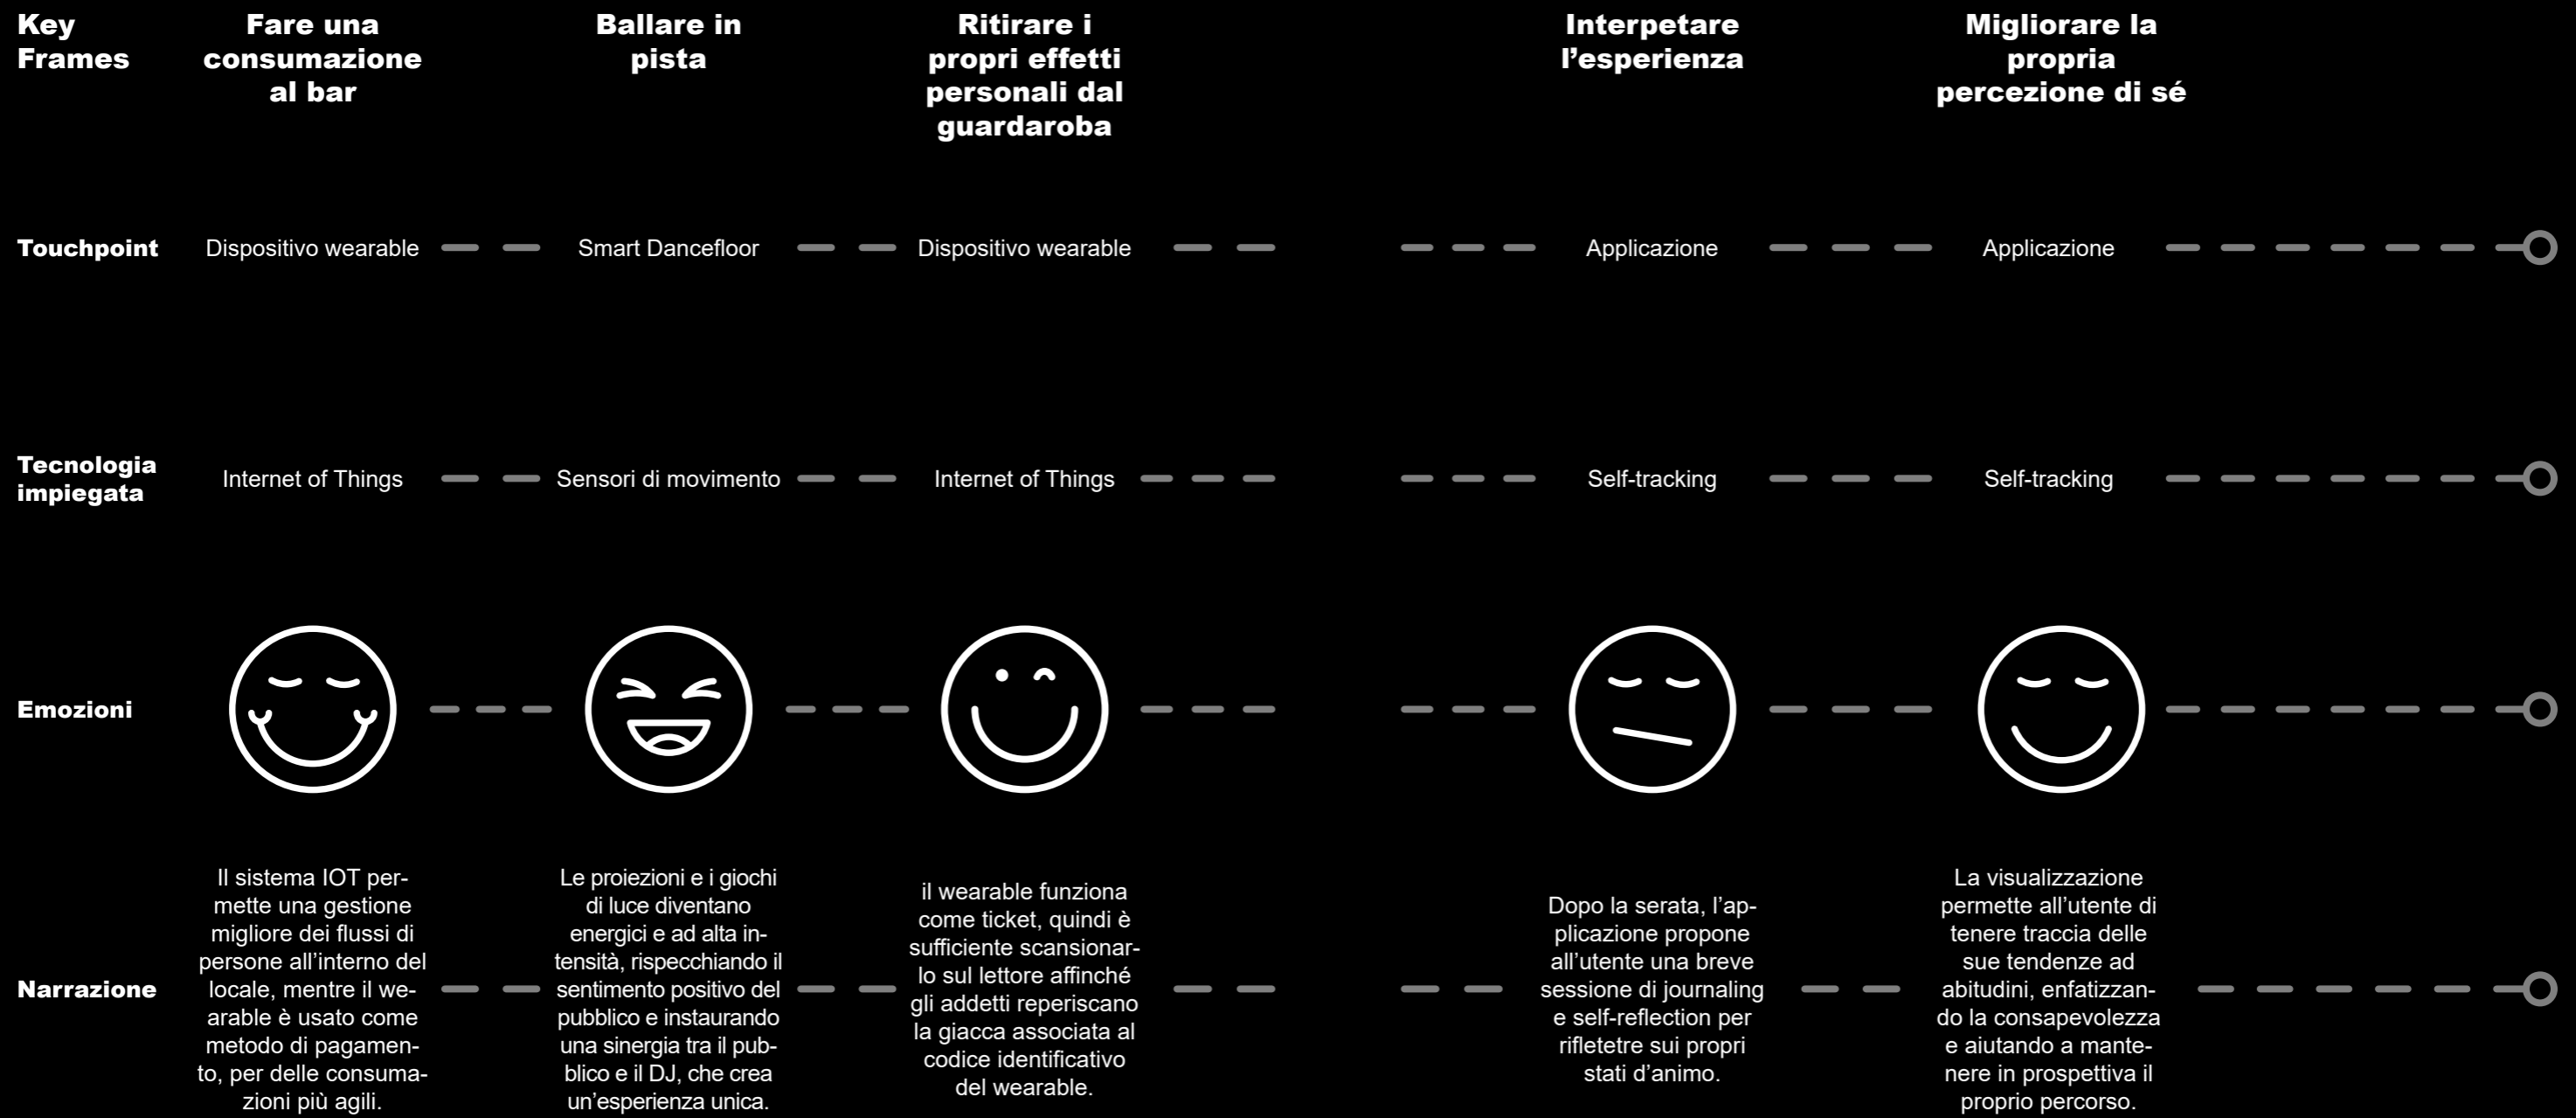 Key
Frames
Fare una
consumazione
al bar
Ballare in
pista
Ritirare i
propri effetti
personali dal
guardaroba
Interpetare
l’esperienza
Migliorare la
propria
percezione di sé
Touchpoint
Dispositivo wearable
Smart Dancefloor
Dispositivo wearable
Applicazione
Applicazione
Tecnologia
impiegata
Internet of Things
Sensori di movimento
Internet of Things
Self-tracking
Self-tracking
Emozioni
Narrazione
Il sistema IOT per-
mette una gestione
migliore dei flussi di
persone all’interno del
locale, mentre il we-
arable è usato come
metodo di pagamen-
to, per delle consuma-
zioni più agili.
Le proiezioni e i giochi
di luce diventano
energici e ad alta in-
tensità, rispecchiando il
sentimento positivo del
pubblico e instaurando
una sinergia tra il pub-
blico e il DJ, che crea
un’esperienza unica.
il wearable funziona
come ticket, quindi è
sufficiente scansionar-
lo sul lettore affinché
gli addetti reperiscano
la giacca associata al
codice identificativo
del wearable.
Dopo la serata, l’ap-
plicazione propone
all’utente una breve
sessione di journaling
e self-reflection per
rifletetre sui propri
stati d’animo.
La visualizzazione
permette all’utente di
tenere traccia delle
sue tendenze ad
abitudini, enfatizzan-
do la consapevolezza
e aiutando a mante-
nere in prospettiva il
proprio percorso.